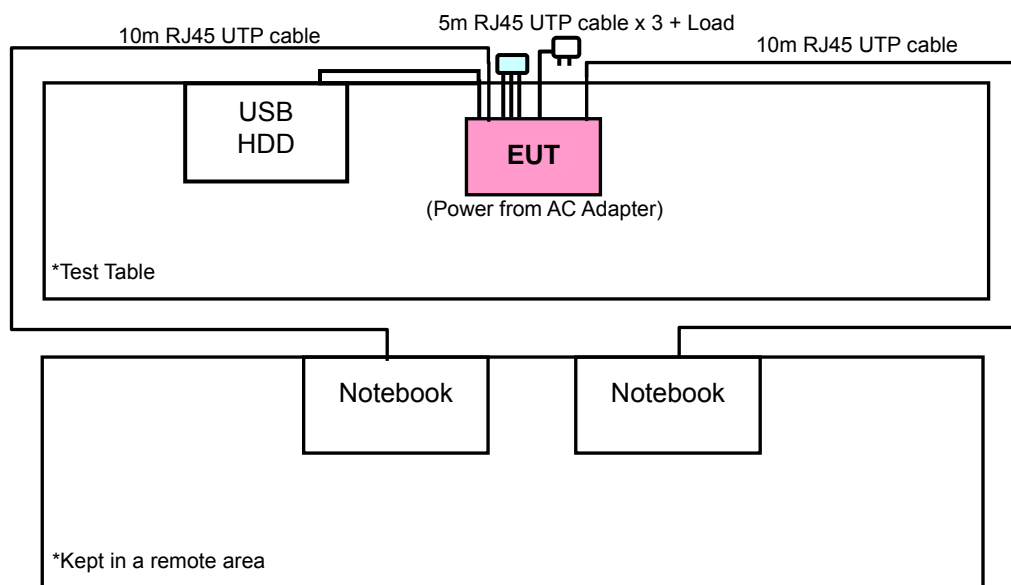 5m RJ45 UTP cable x 3 + Load
10m RJ45 UTP cable
10m RJ45 UTP cable
USB
HDD
EUT
(Power from AC Adapter)
*Test Table
Notebook
Notebook
*Kept in a remote area